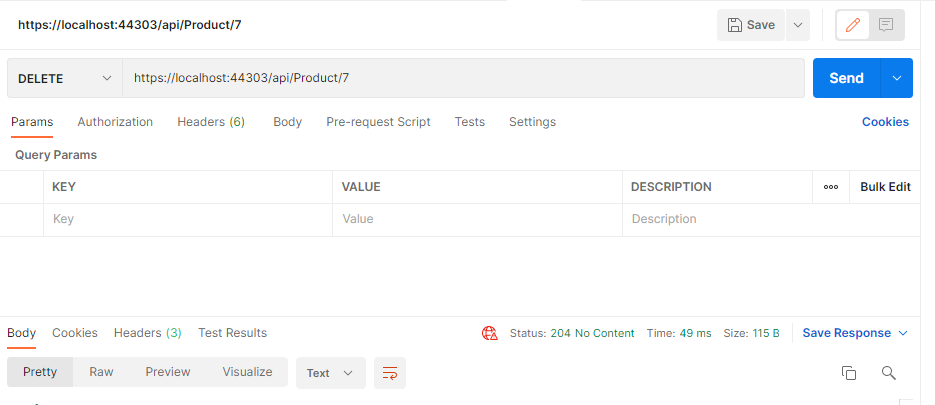 https://localhost:44303/api/Product/7 Save
DELETE https://localhost:44303/api/Product/7 Send
Params Authorization Headers (6) Body Pre-request Script Tests Settings Cookies
Query Params
KEY VALUE DESCRIPTION Bulk Edit
Key Value Description
Body Cookies Headers (3) Test Results Status: 204 No Content Time: 49 ms Size: 115 B Save Response
Pretty Raw Preview Visualize Text